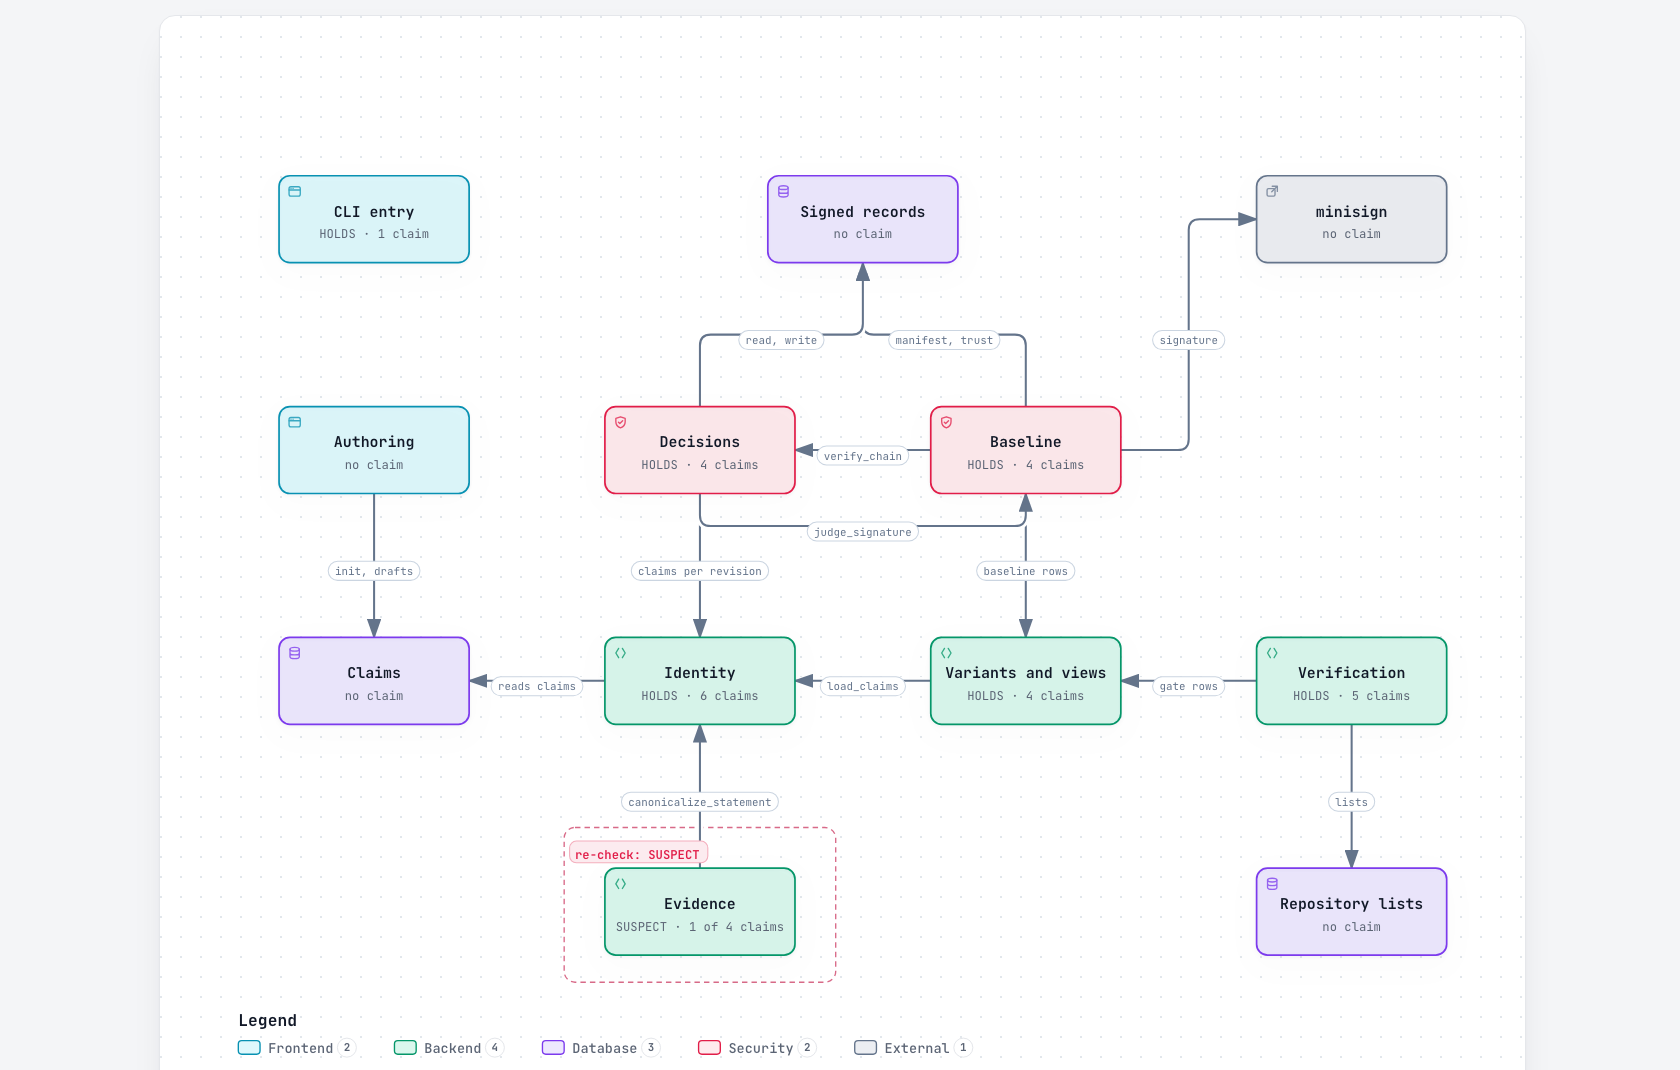 CLI entry
HOLDS · 1 claim
Signed records
no claim
minisign
no claim
read, write
manifest, trust
signature
Authoring
no claim
Decisions
HOLDS · 4 claims
verify_chain
Baseline
HOLDS · 4 claims
judge_signature
init, drafts
claims per revision
baseline rows
Claims
no claim
reads claims
Identity
HOLDS · 6 claims
load_claims
Variants and views
HOLDS · 4 claims
gate rows
Verification
HOLDS · 5 claims
canonicalize_statement
lists
re-check: SUSPECT
Evidence
SUSPECT · 1 of 4 claims
Repository lists
no claim
Legend
Frontend 2
Backend 4
Database 3
Security 2
External 1